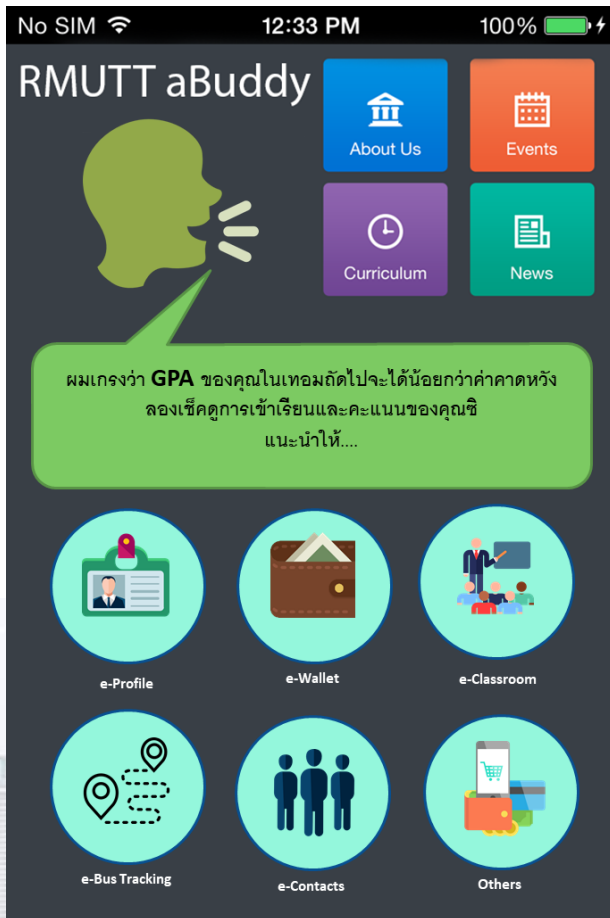 No SIM 12:33 PM 100%
RMUTT aBuddy
About Us
Events
Curriculum
News
ผมเกรงว่า GPA ของคุณในเทอมถัดไปจะได้น้อยกว่าค่าคาดหวัง
ลองเช็คดูการเข้าเรียนและคะแนนของคุณซิ
แนะนำให้....
e-Profile
e-Wallet
e-Classroom
e-Bus Tracking
e-Contacts
Others